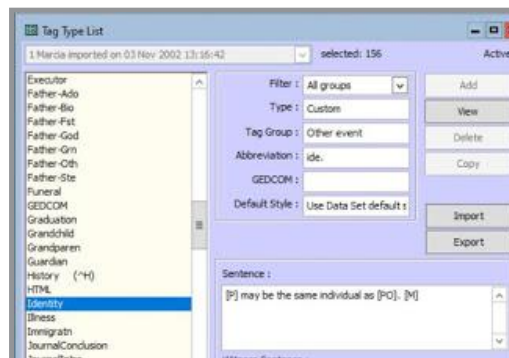 Tag Type List
1 Marcia imported on 03 Nov 2002 13:16:42
selected: 156
Active
Executor
Father-Ado
Father-Bio
Father-Fst
Father-God
Father-Grn
Father-Oth
Father-Ste
Funeral
GEDCOM
Graduation
Grandchild
Grandparen
Guardian
History (^H)
HTML
Identity
Illness
Immigratn
JournalConclusion
Filter : All groups
Type : Custom
Tag Group : Other event
Abbreviation : ide.
GEDCOM :
Default Style : Use Data Set default s
Add
View
Delete
Copy
Import
Export
Sentence :
[P] may be the same individual as [PO]. [M]